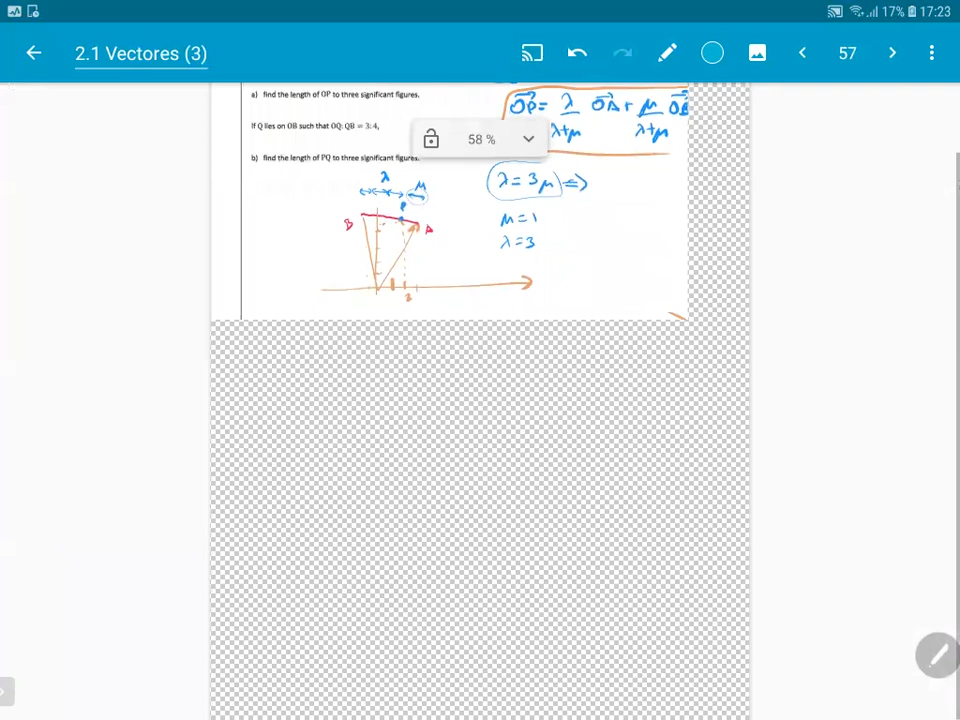 17% 17:23
2.1 Vectores (3)
57
a) find the length of OP to three significant figures.
If Q lies on OB such that OQ: QB = 3:4,
b) find the length of PQ to three significant figures.
58 %
OP = λ/λ+μ OA + μ/λ+μ OB
λ = 3μ ⇔
μ = 1
λ = 3
λ μ
P
B A
2